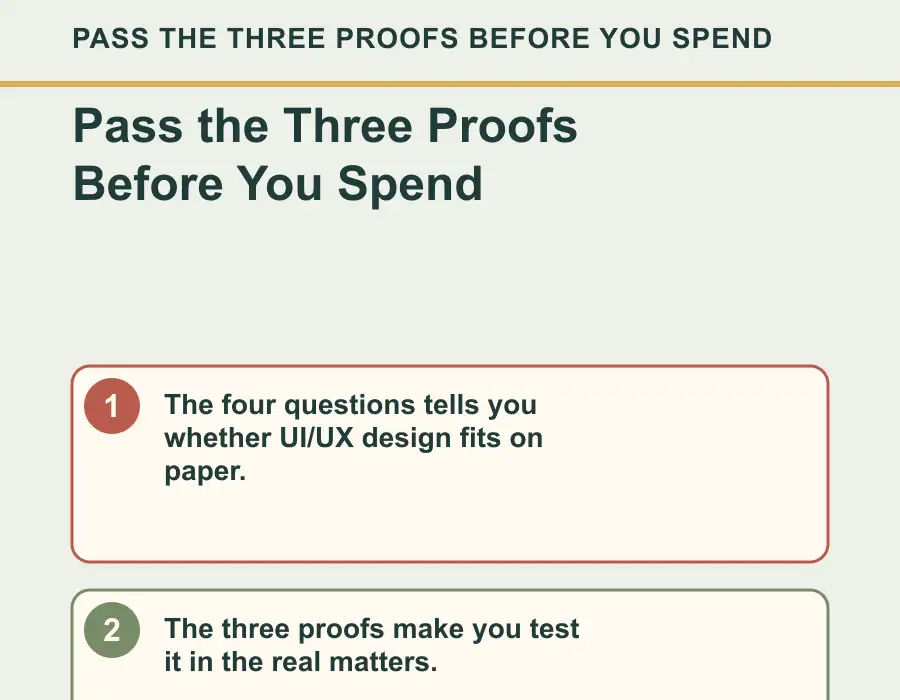 PASS THE THREE PROOFS BEFORE YOU SPEND
Pass the Three Proofs
Before You Spend
1
The four questions tells you
whether UI/UX design fits on
paper.
2
The three proofs make you test
it in the real matters.